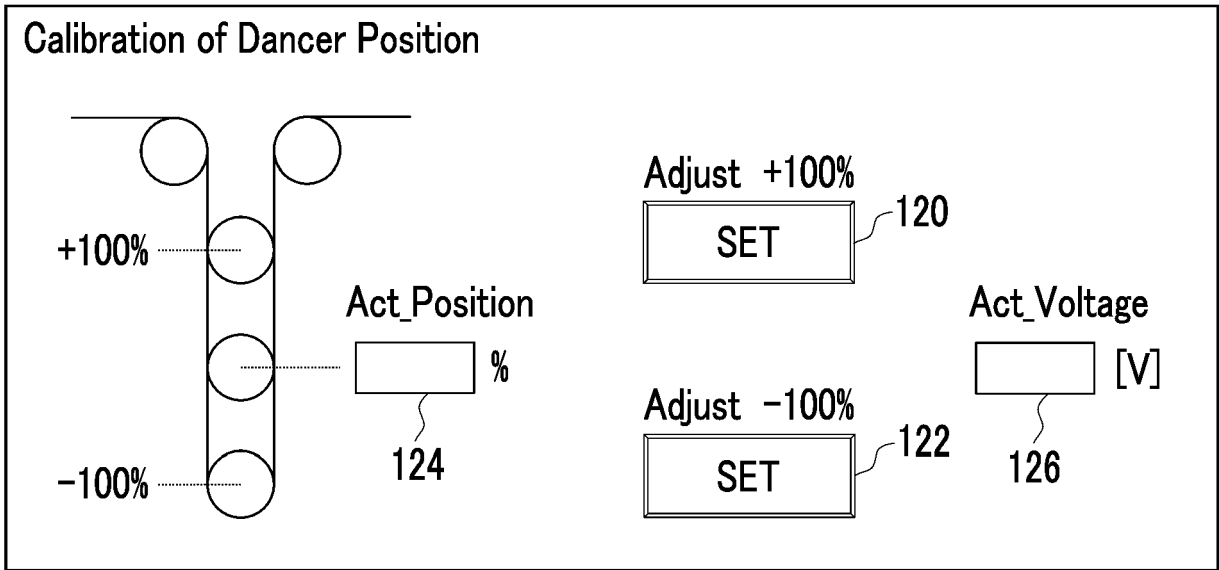 Calibration of Dancer Position
Adjust +100%
SET
120
+100%
Act_Position
%
124
Act_Voltage
[V]
126
Adjust -100%
SET
122
-100%